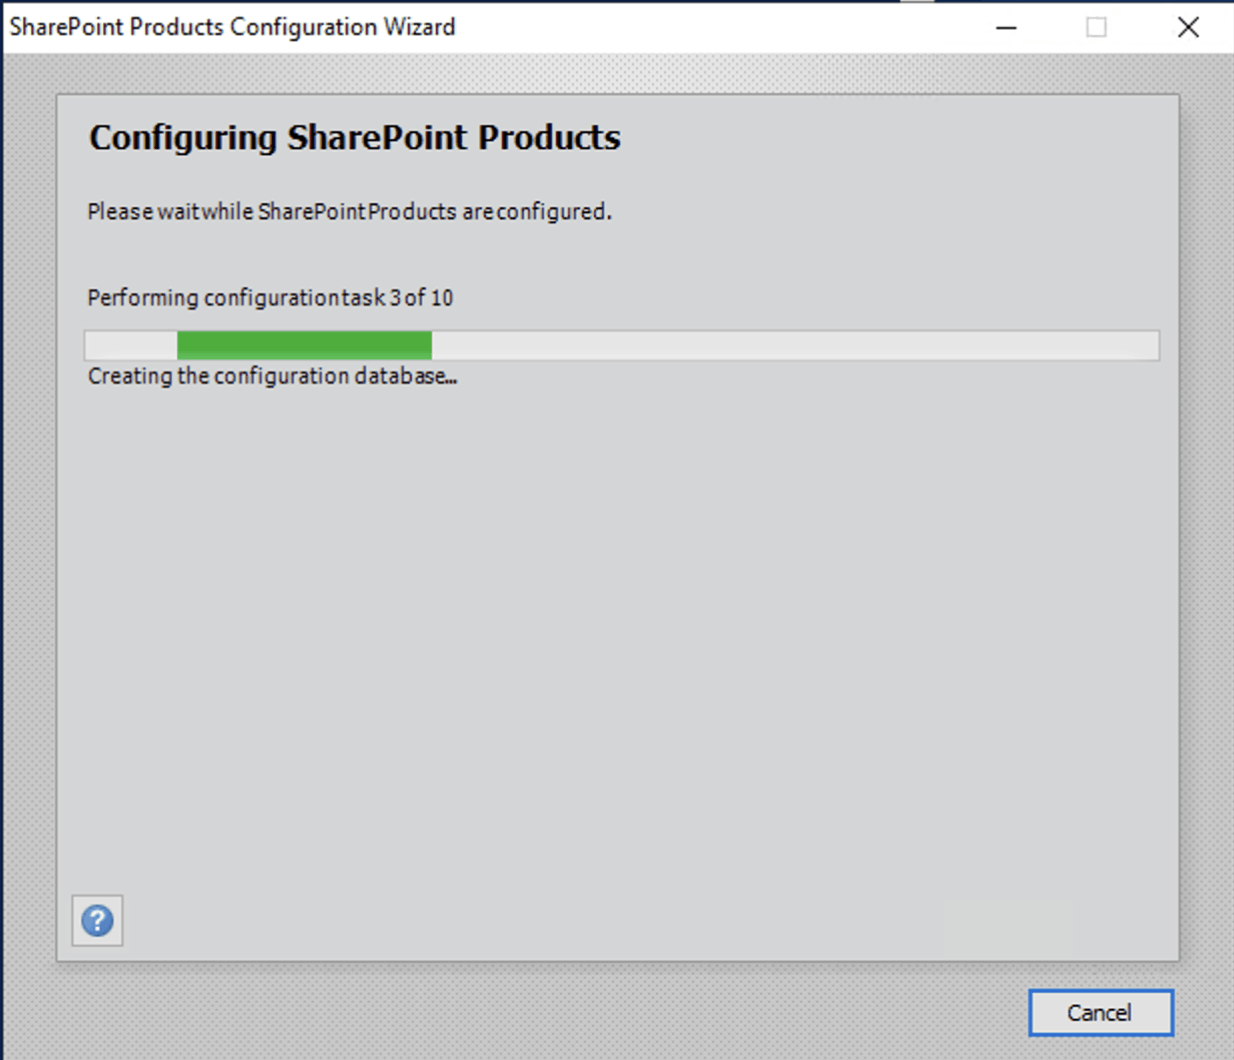 SharePoint Products Configuration Wizard
Configuring SharePoint Products
Please wait while SharePoint Products are configured.
Performing configuration task 3 of 10
Creating the configuration database...
?
Cancel